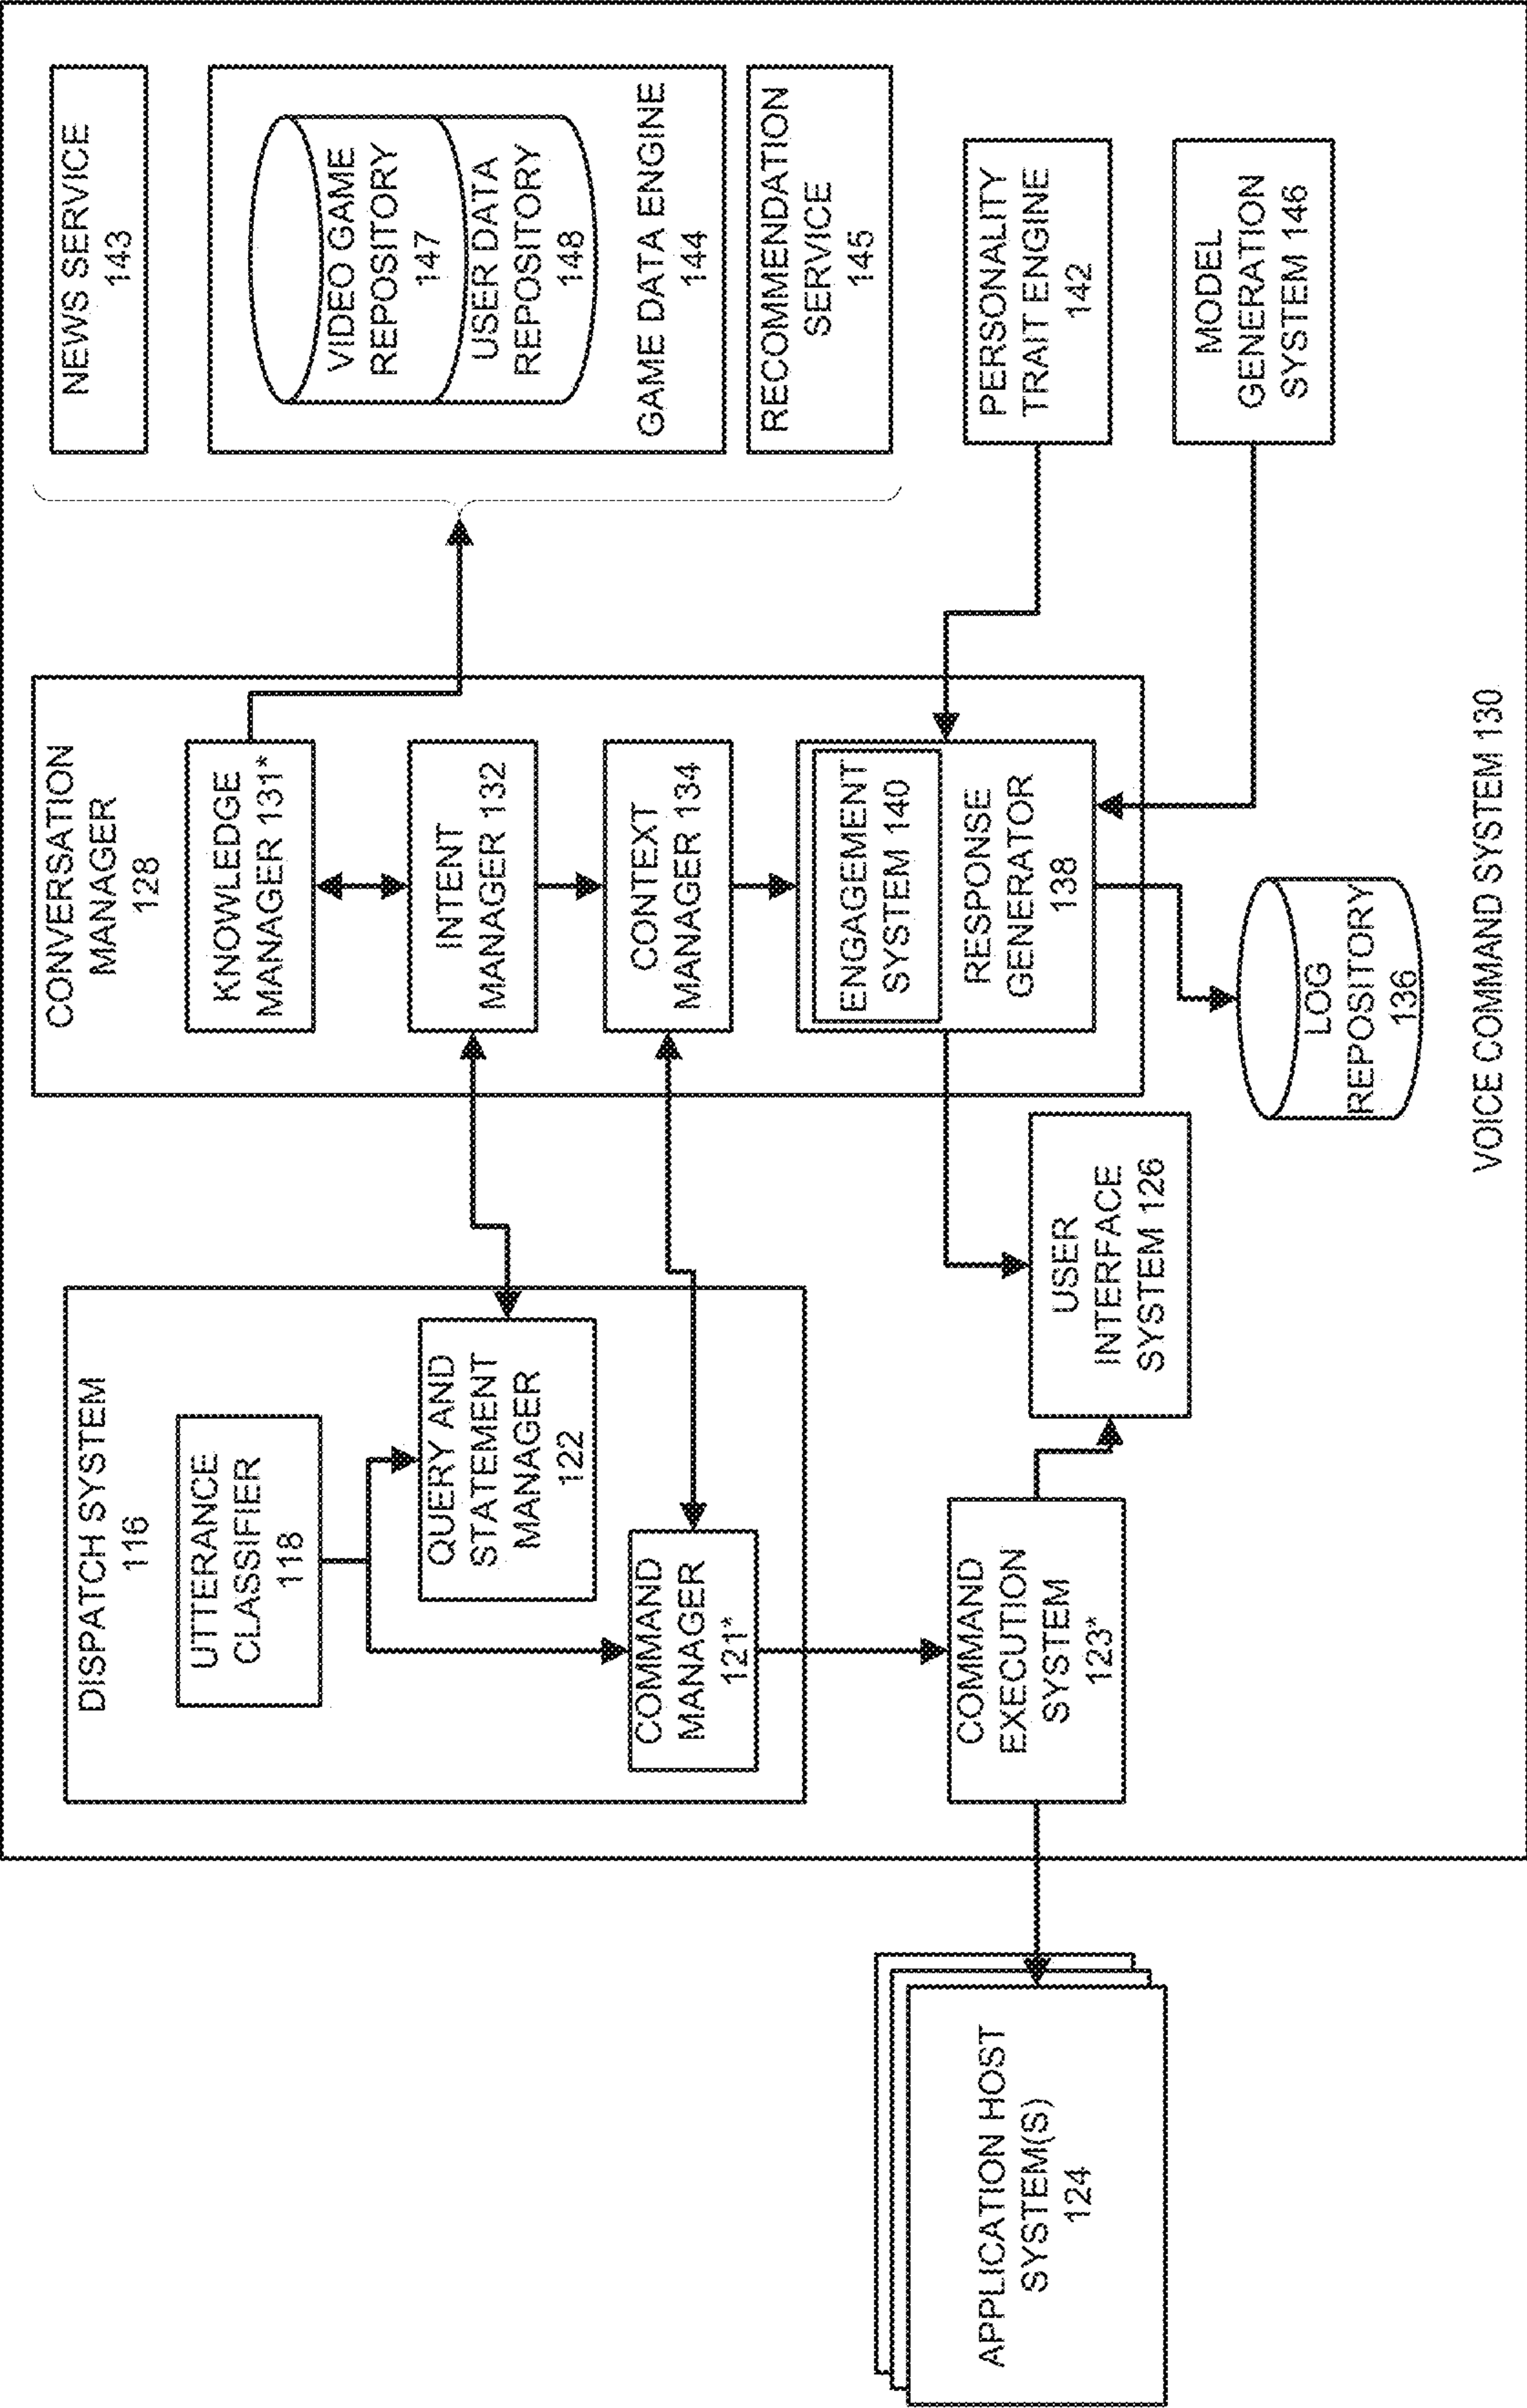 DISPATCH SYSTEM
116
UTTERANCE
CLASSIFIER
118
QUERY AND
STATEMENT
MANAGER
122
COMMAND
MANAGER
121*
COMMAND
EXECUTION
SYSTEM
123*
APPLICATION HOST
SYSTEM(S)
124
USER
INTERFACE
SYSTEM 126
CONVERSATION
MANAGER
128
KNOWLEDGE
MANAGER 131*
INTENT
MANAGER 132
CONTEXT
MANAGER 134
ENGAGEMENT
SYSTEM 140
RESPONSE
GENERATOR
138
LOG
REPOSITORY
136
NEWS SERVICE
143
VIDEO GAME
REPOSITORY
147
USER DATA
REPOSITORY
148
GAME DATA ENGINE
144
RECOMMENDATION
SERVICE
145
PERSONALITY
TRAIT ENGINE
142
MODEL
GENERATION
SYSTEM 146
VOICE COMMAND SYSTEM 130